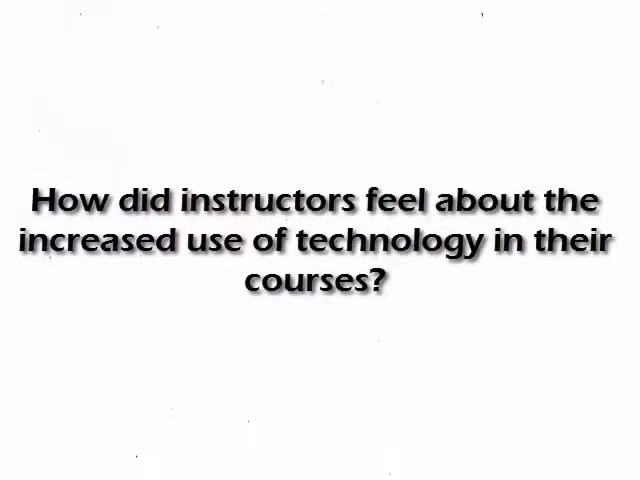 How did instructors feel about the
increased use of technology in their
courses?